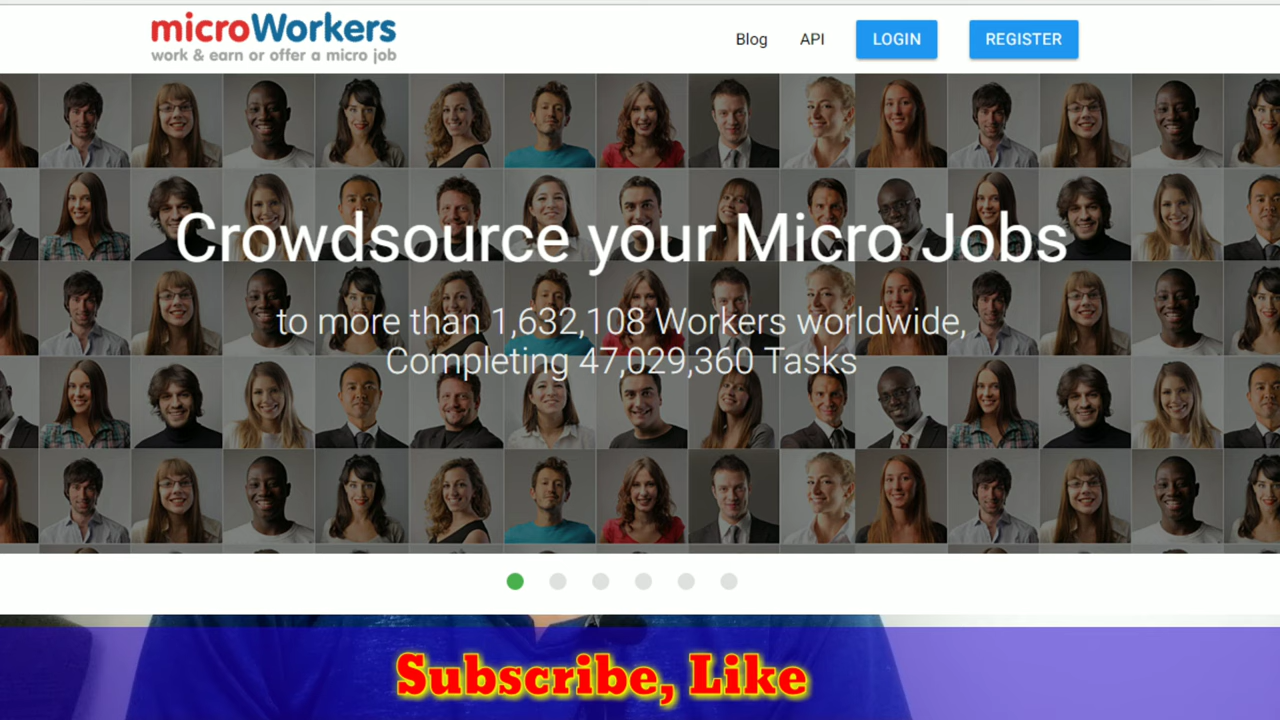 microWorkers
work & earn or offer a micro job
Blog API LOGIN REGISTER
Crowdsource your Micro Jobs
to more than 1,632,108 Workers worldwide,
Completing 47,029,360 Tasks
Subscribe, Like